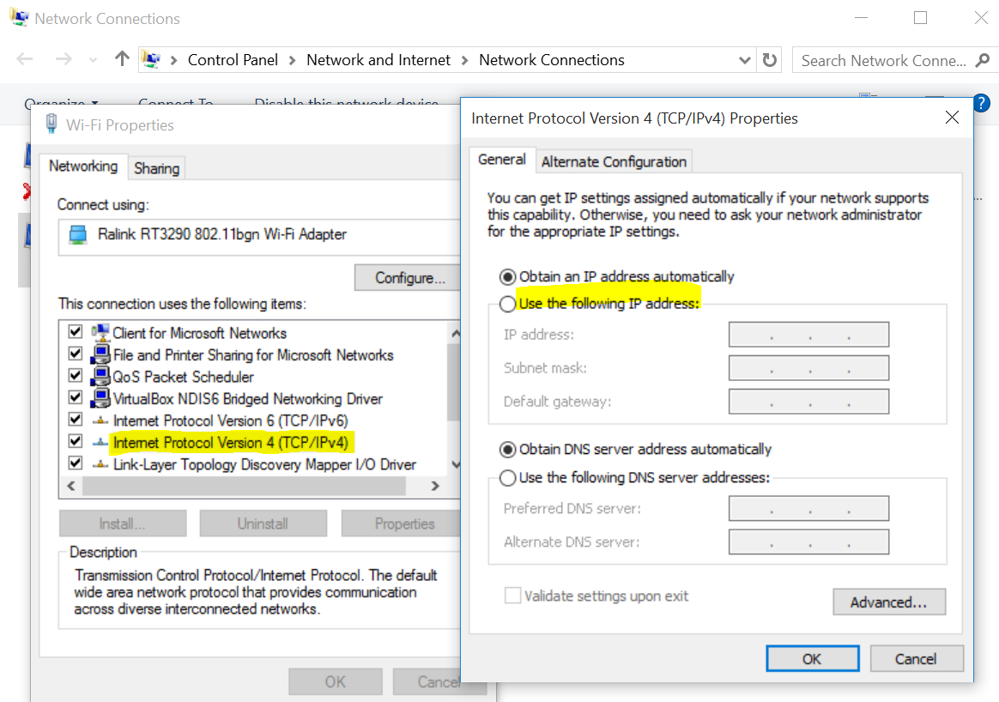 Network Connections
Control Panel > Network and Internet > Network Connections
Search Network Conne...
Organize Connect To Disable this network device
?
Wi-Fi Properties
Networking
Sharing
Connect using:
Ralink RT3290 802.11bgn Wi-Fi Adapter
Configure...
This connection uses the following items:
Client for Microsoft Networks
File and Printer Sharing for Microsoft Networks
QoS Packet Scheduler
VirtualBox NDIS6 Bridged Networking Driver
Internet Protocol Version 6 (TCP/IPv6)
Internet Protocol Version 4 (TCP/IPv4)
Link-Layer Topology Discovery Mapper I/O Driver
Install...
Uninstall
Properties
Description
Transmission Control Protocol/Internet Protocol. The default
wide area network protocol that provides communication
across diverse interconnected networks.
OK
Cancel
Internet Protocol Version 4 (TCP/IPv4) Properties
General
Alternate Configuration
You can get IP settings assigned automatically if your network supports
this capability. Otherwise, you need to ask your network administrator
for the appropriate IP settings.
Obtain an IP address automatically
Use the following IP address:
IP address:
Subnet mask:
Default gateway:
Obtain DNS server address automatically
Use the following DNS server addresses:
Preferred DNS server:
Alternate DNS server:
Validate settings upon exit
Advanced...
OK
Cancel